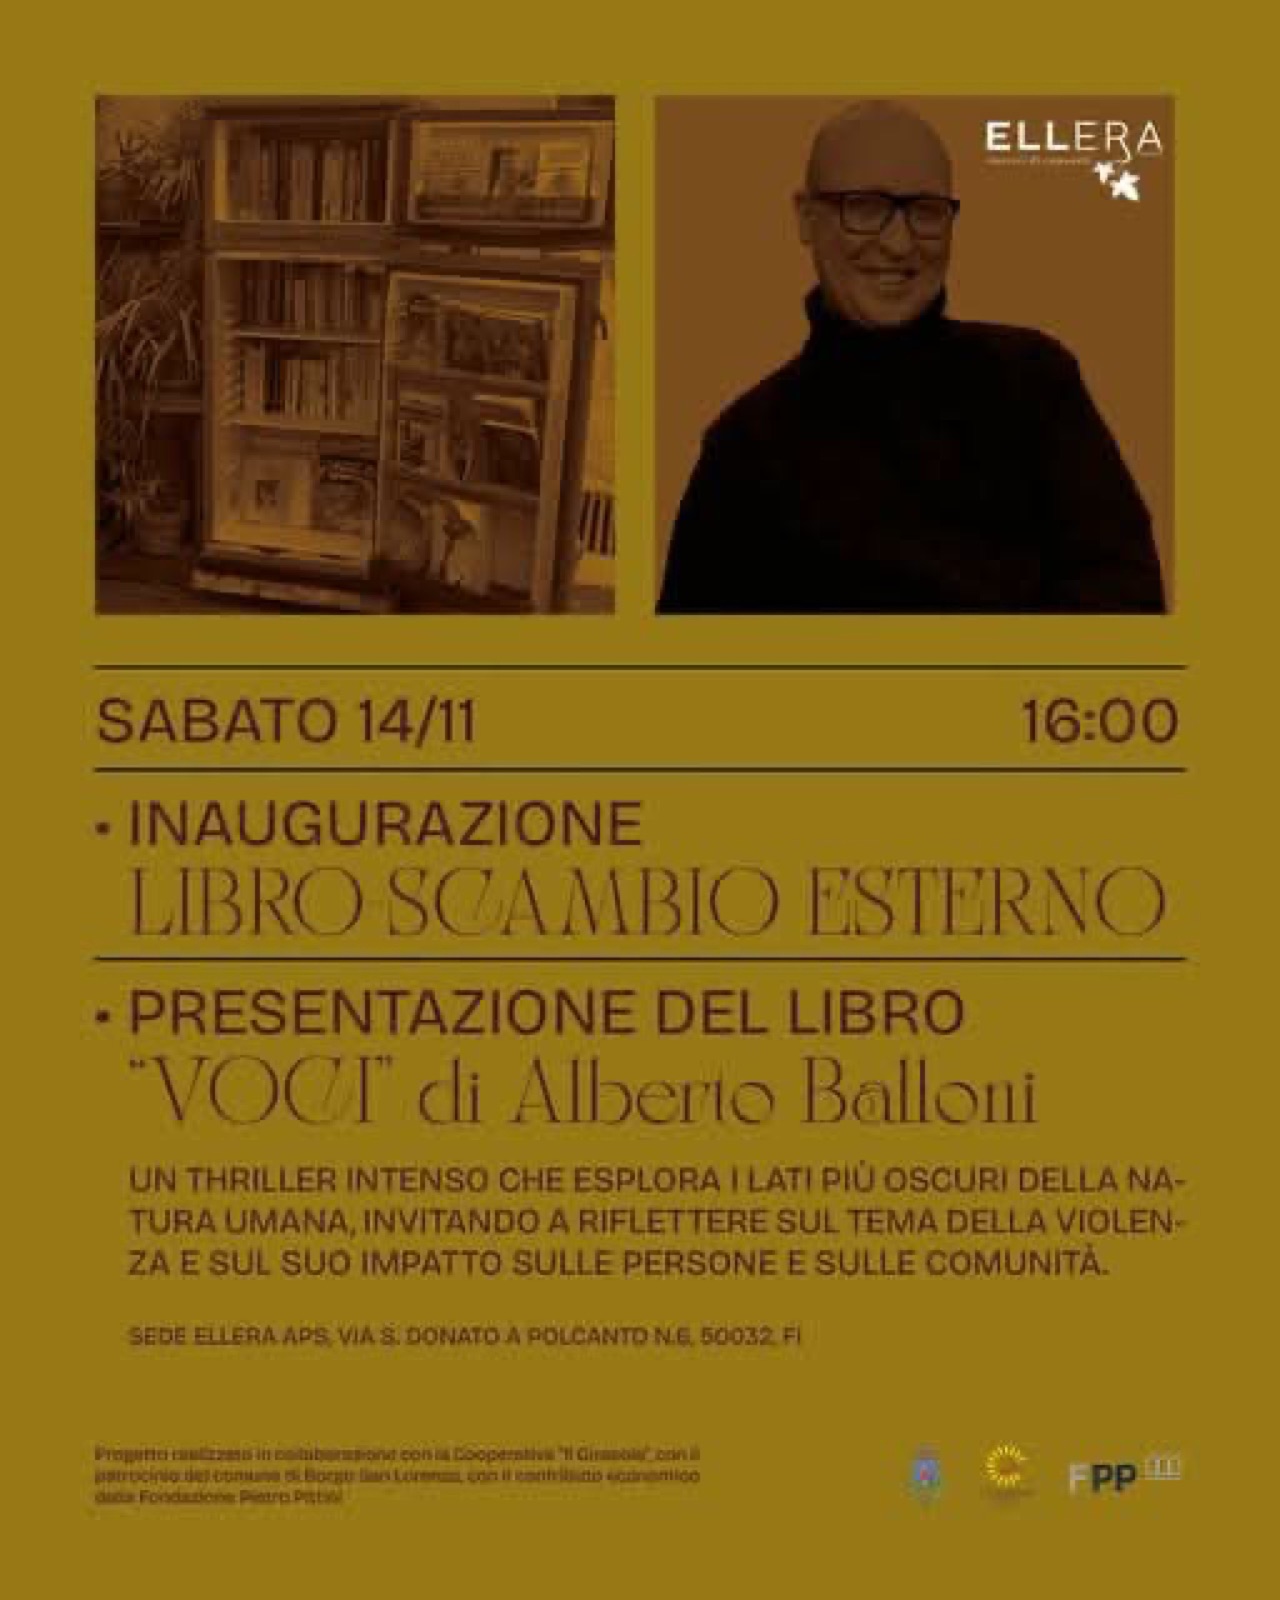 ELLERA
SABATO 14/11
16:00
• INAUGURAZIONE
LIBRO-SCAMBIO ESTERNO
• PRESENTAZIONE DEL LIBRO
“VOCI” di Alberto Balloni
UN THRILLER INTENSO CHE ESPLORA I LATI PIÙ OSCURI DELLA NA-
TURA UMANA, INVITANDO A RIFLETTERE SUL TEMA DELLA VIOLEN-
ZA E SUL SUO IMPATTO SULLE PERSONE E SULLE COMUNITÀ.
SEDE ELLERA APS, VIA S. DONATO A POLCANTO N.6, 50032, FI
Progetto realizzato in collaborazione con la Cooperativa "Il Girasole", con il
patrocinio del comune di Borgo San Lorenzo, con il contributo economico
della Fondazione Pietro Pittini
FPP